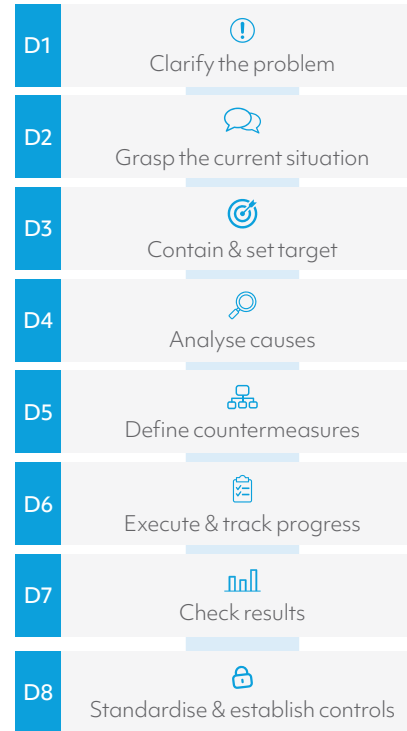 D1
Clarify the problem
D2
Grasp the current situation
D3
Contain & set target
D4
Analyse causes
D5
Define countermeasures
D6
Execute & track progress
D7
Check results
D8
Standardise & establish controls